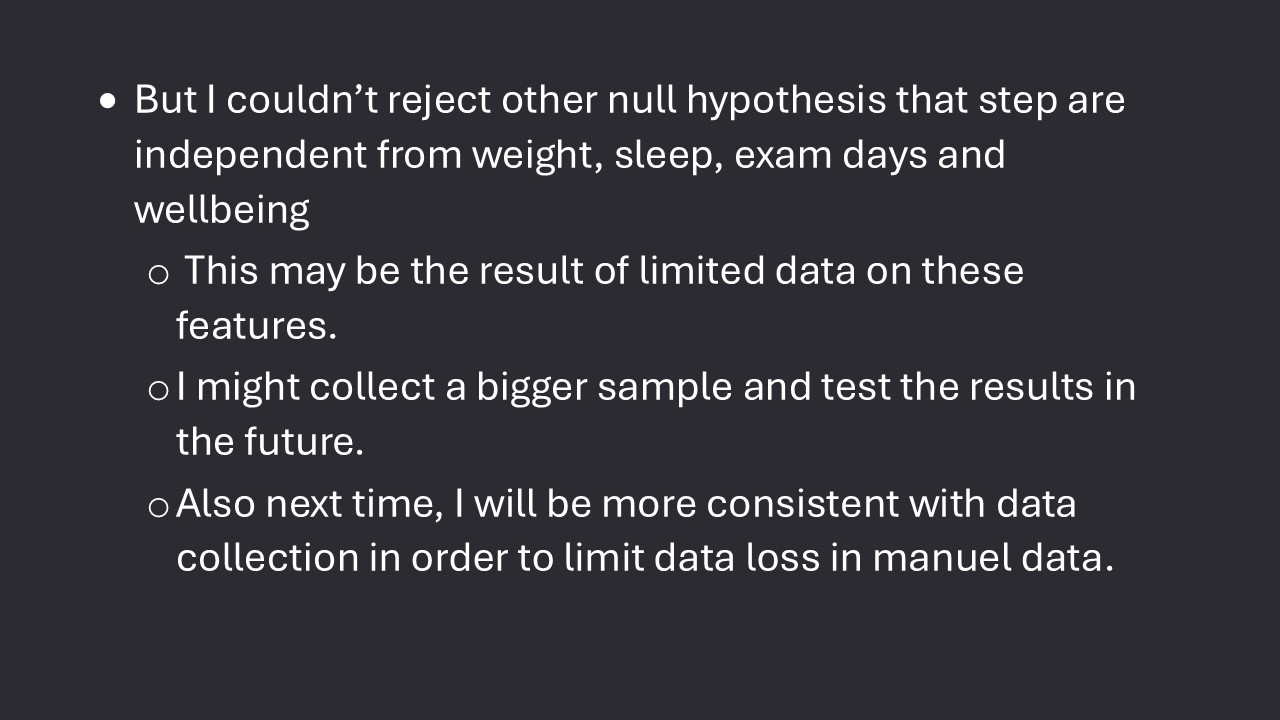 • But I couldn’t reject other null hypothesis that step are
independent from weight, sleep, exam days and
wellbeing
o This may be the result of limited data on these
features.
o I might collect a bigger sample and test the results in
the future.
o Also next time, I will be more consistent with data
collection in order to limit data loss in manuel data.